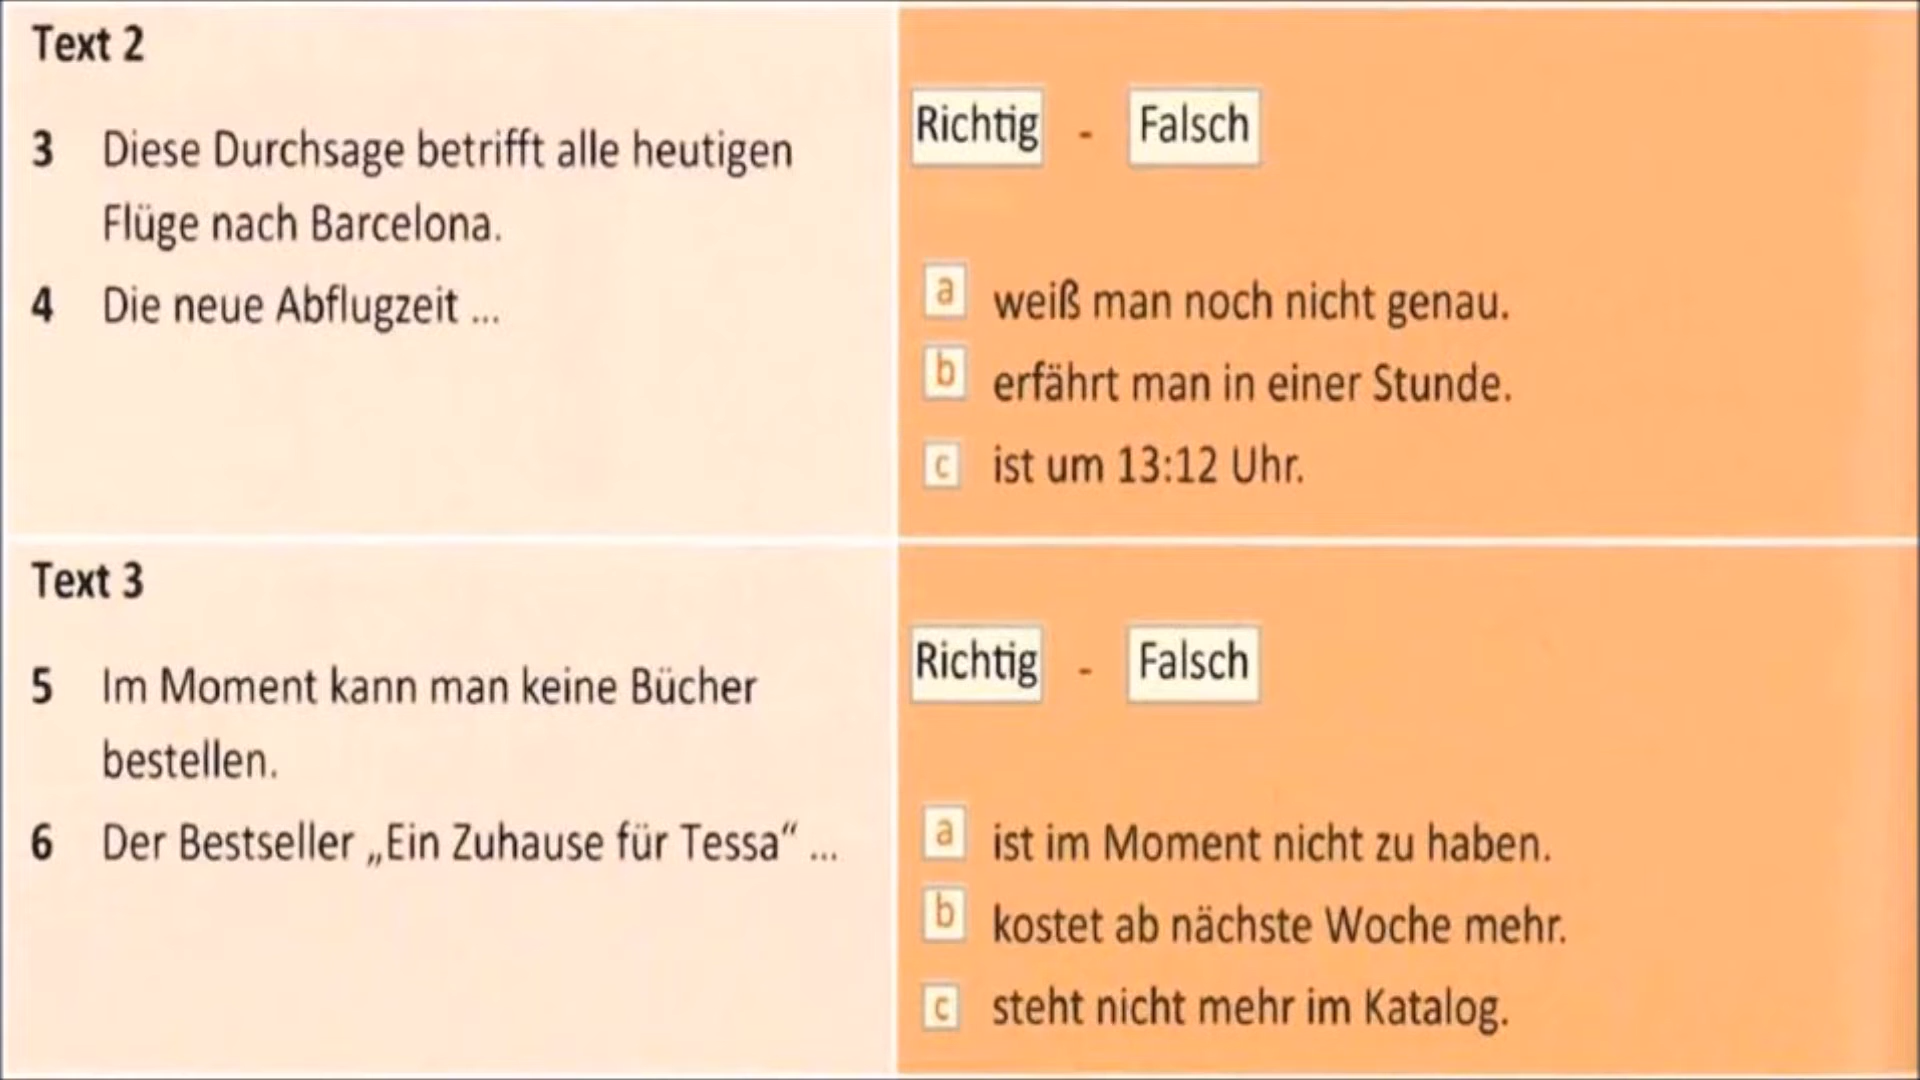 Text 2
Richtig - Falsch
3 Diese Durchsage betrifft alle heutigen
Flüge nach Barcelona.
4 Die neue Abflugzeit ...
a weiß man noch nicht genau.
b erfährt man in einer Stunde.
c ist um 13:12 Uhr.
Text 3
Richtig - Falsch
5 Im Moment kann man keine Bücher
bestellen.
6 Der Bestseller „Ein Zuhause für Tessa“ ...
a ist im Moment nicht zu haben.
b kostet ab nächste Woche mehr.
c steht nicht mehr im Katalog.